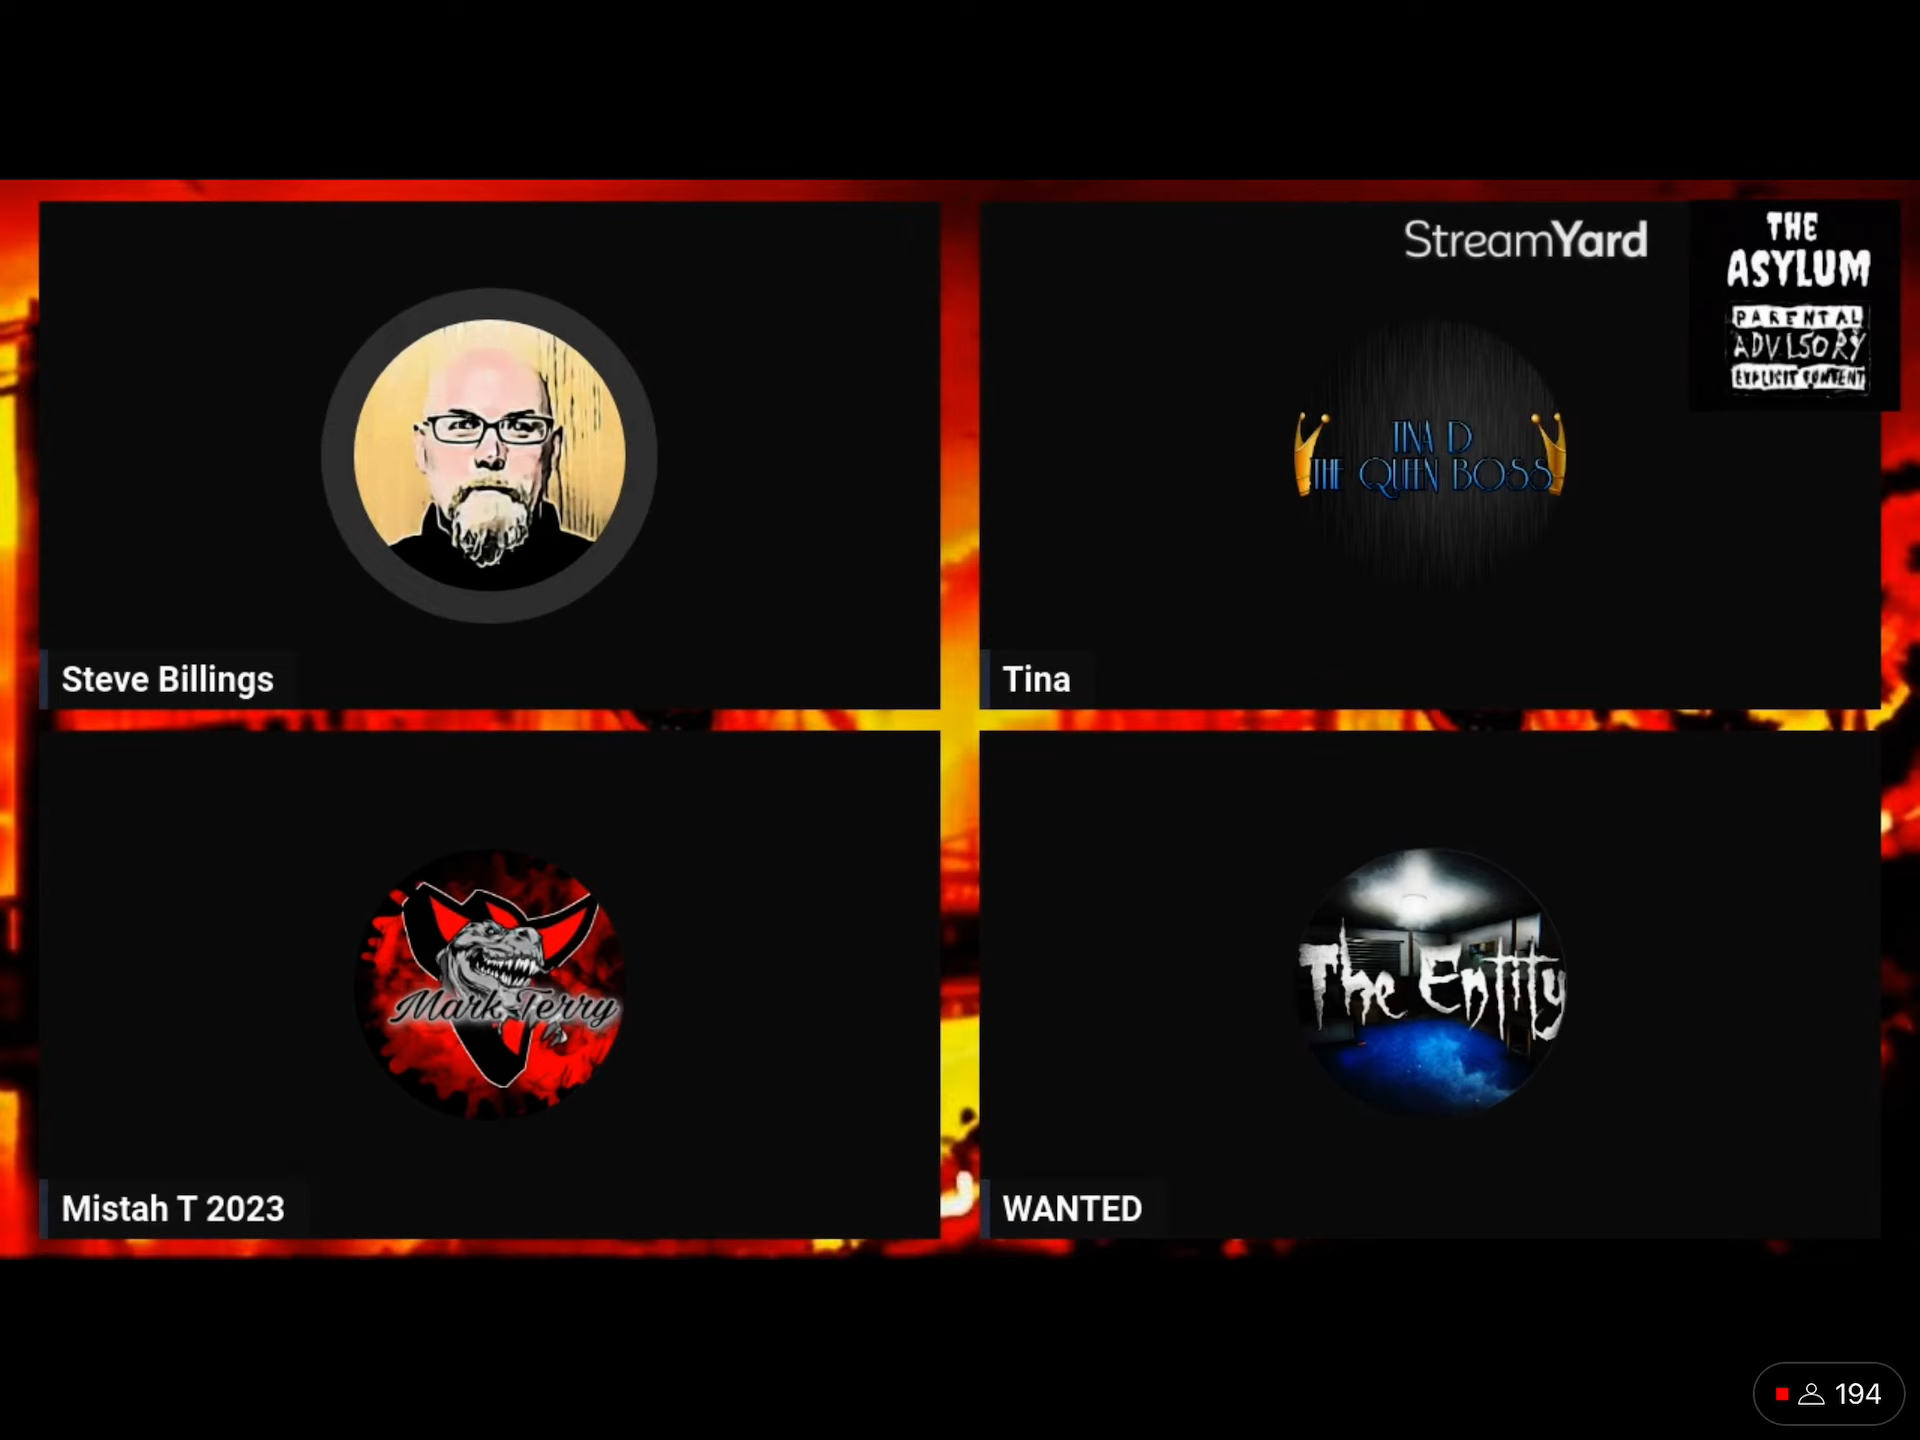 StreamYard
THE
ASYLUM
PARENTAL
ADVISORY
EXPLICIT CONTENT
TINA D
THE QUEEN BOSS
Steve Billings
Tina
Mark Terry
The Entity
Mistah T 2023
WANTED
194